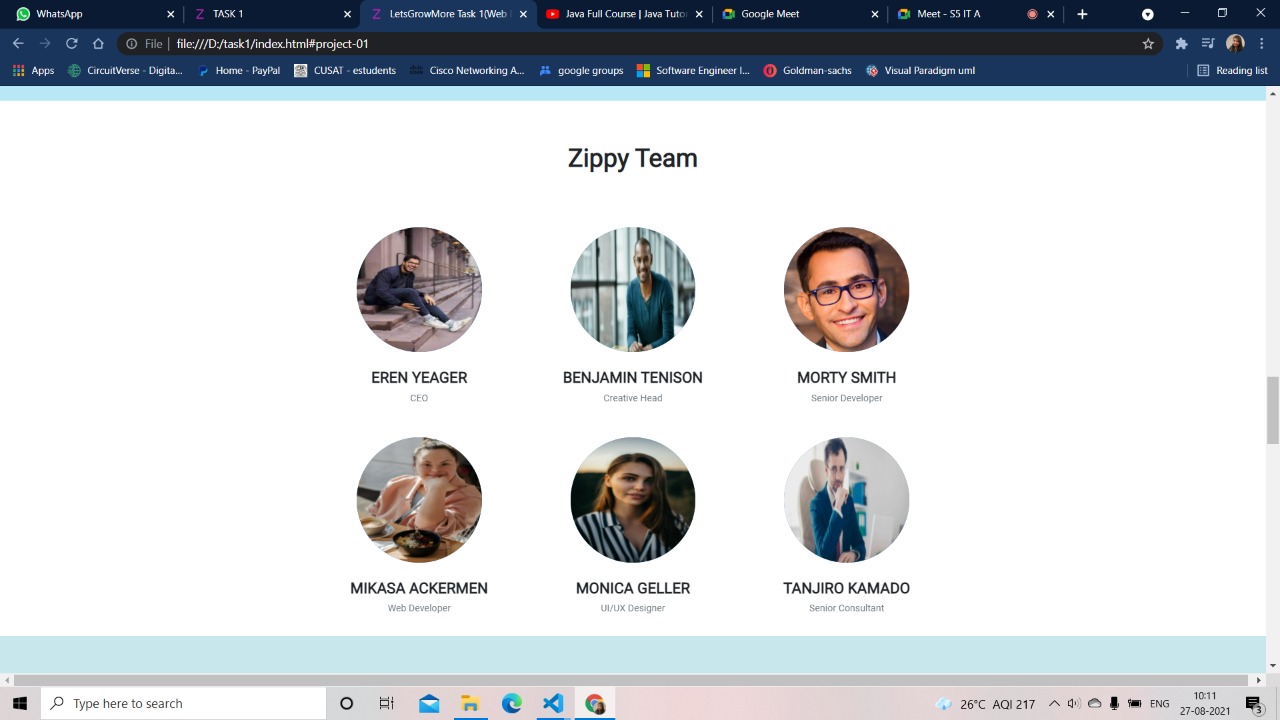 WhatsApp
TASK 1
LetsGrowMore Task 1(Web
Java Full Course | Java Tuto
Google Meet
Meet - S5 IT A
File
file:///D:/task1/index.html#project-01
Apps
CircuitVerse - Digita...
Home - PayPal
CUSAT - estudents
Cisco Networking A...
google groups
Software Engineer I...
Goldman-sachs
Visual Paradigm uml
Reading list
Zippy Team
EREN YEAGER
BENJAMIN TENISON
MORTY SMITH
CEO
Creative Head
Senior Developer
MIKASA ACKERMEN
MONICA GELLER
TANJIRO KAMADO
Web Developer
UI/UX Designer
Senior Consultant
Type here to search
26°C AQI 217
ENG
10:11
27-08-2021
3